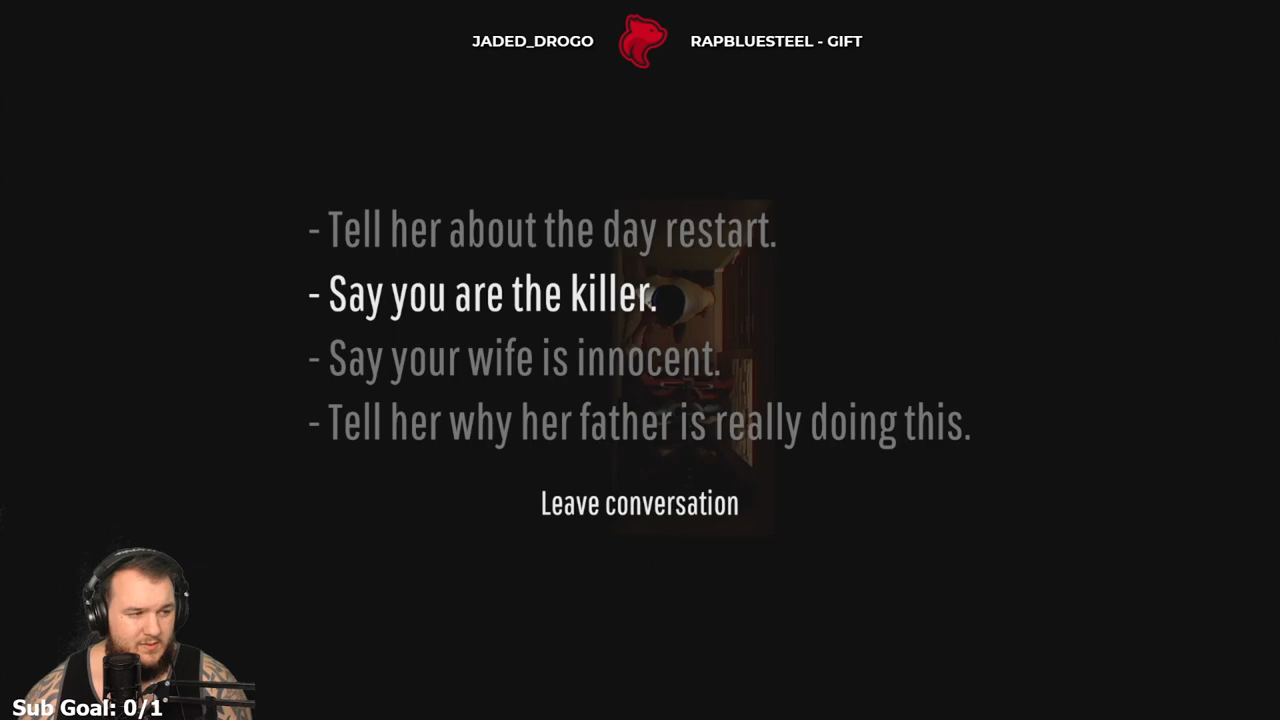 JADED_DROGO
RAPBLUESTEEL - GIFT
- Tell her about the day restart.
- Say you are the killer.
- Say your wife is innocent.
- Tell her why her father is really doing this.
Leave conversation
Sub Goal: 0/1